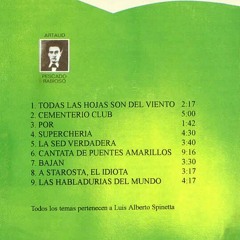 ARTAUD
PESCADO
RABIOSO
1. TODAS LAS HOJAS SON DEL VIENTO 2:17
2. CEMENTERIO CLUB 5:00
3. POR 1:42
4. SUPERCHERIA 4:30
5. LA SED VERDADERA 3:40
6. CANTATA DE PUENTES AMARILLOS 9:16
7. BAJAN 3:30
8. A STAROSTA, EL IDIOTA 3:17
9. LAS HABLADURIAS DEL MUNDO 4:17
Todos los temas pertenecen a Luis Alberto Spinetta